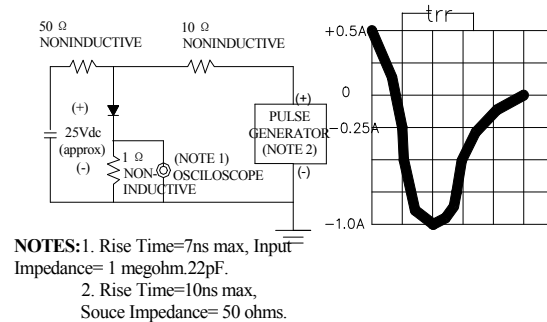 50 Ω
NONINDUCTIVE
10 Ω
NONINDUCTIVE
trr
+0.5A
0
-0.25A
-1.0A
(+)
25Vdc
(approx)
(-)
1 Ω
NON-
INDUCTIVE
(NOTE 1)
OSCILOSCOPE
(+)
PULSE
GENERATOR
(NOTE 2)
(-)
NOTES:1. Rise Time=7ns max, Input
Impedance= 1 megohm.22pF.
2. Rise Time=10ns max,
Souce Impedance= 50 ohms.